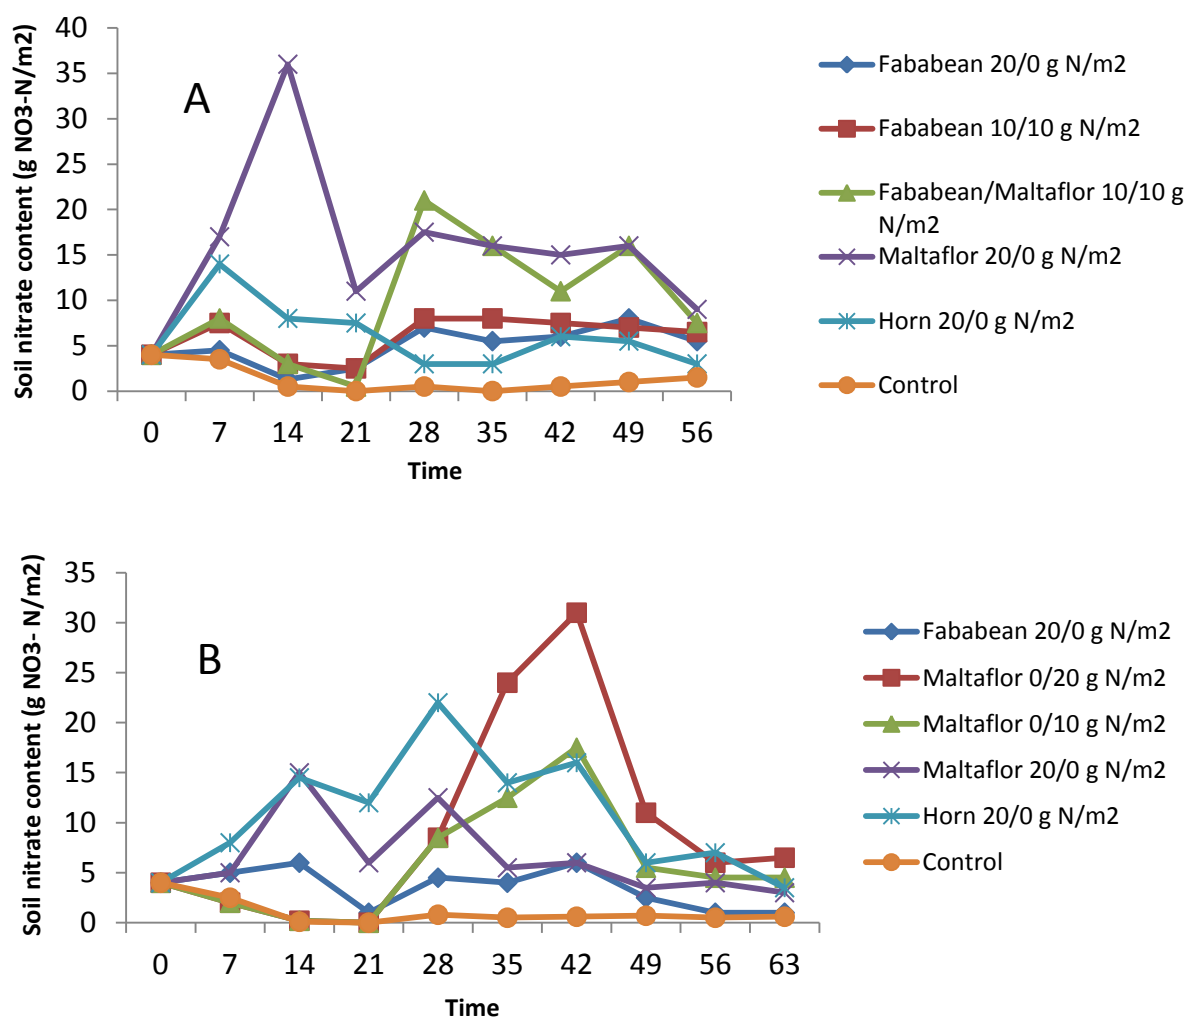 Soil nitrate content (g NO3-N/m2)
40
35
30
25
20
15
10
5
0
A
0 7 14 21 28 35 42 49 56
Time
Fababean 20/0 g N/m2
Fababean 10/10 g N/m2
Fababean/Maltaflor 10/10 g
N/m2
Maltaflor 20/0 g N/m2
Horn 20/0 g N/m2
Control
Soil nitrate content (g NO3- N/m2)
35
30
25
20
15
10
5
0
B
0 7 14 21 28 35 42 49 56 63
Time
Fababean 20/0 g N/m2
Maltaflor 0/20 g N/m2
Maltaflor 0/10 g N/m2
Maltaflor 20/0 g N/m2
Horn 20/0 g N/m2
Control